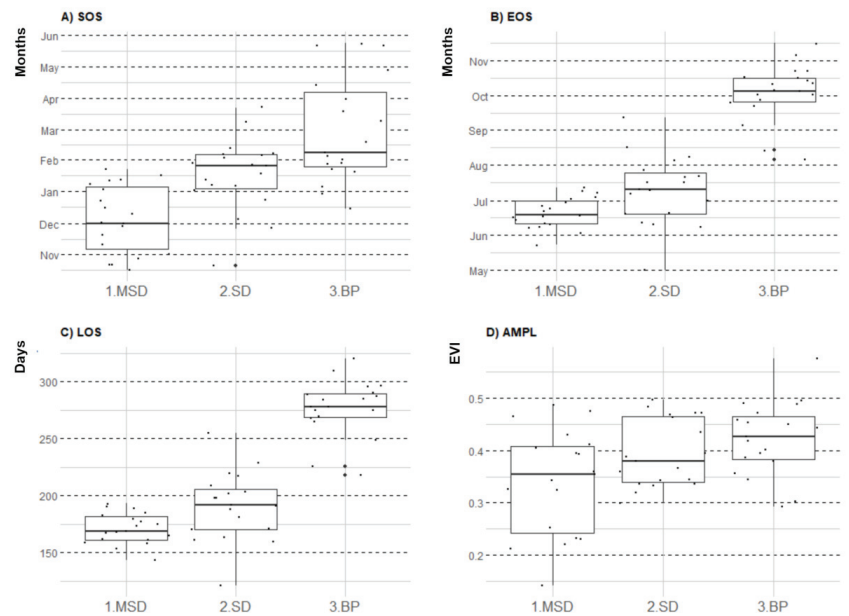 A) SOS
Months
Jun
May
Apr
Mar
Feb
Jan
Dec
Nov
1.MSD 2.SD 3.BP
B) EOS
Months
Nov
Oct
Sep
Aug
Jul
Jun
May
1.MSD 2.SD 3.BP
C) LOS
Days
300
250
200
150
1.MSD 2.SD 3.BP
D) AMPL
EVI
0.5
0.4
0.3
0.2
1.MSD 2.SD 3.BP